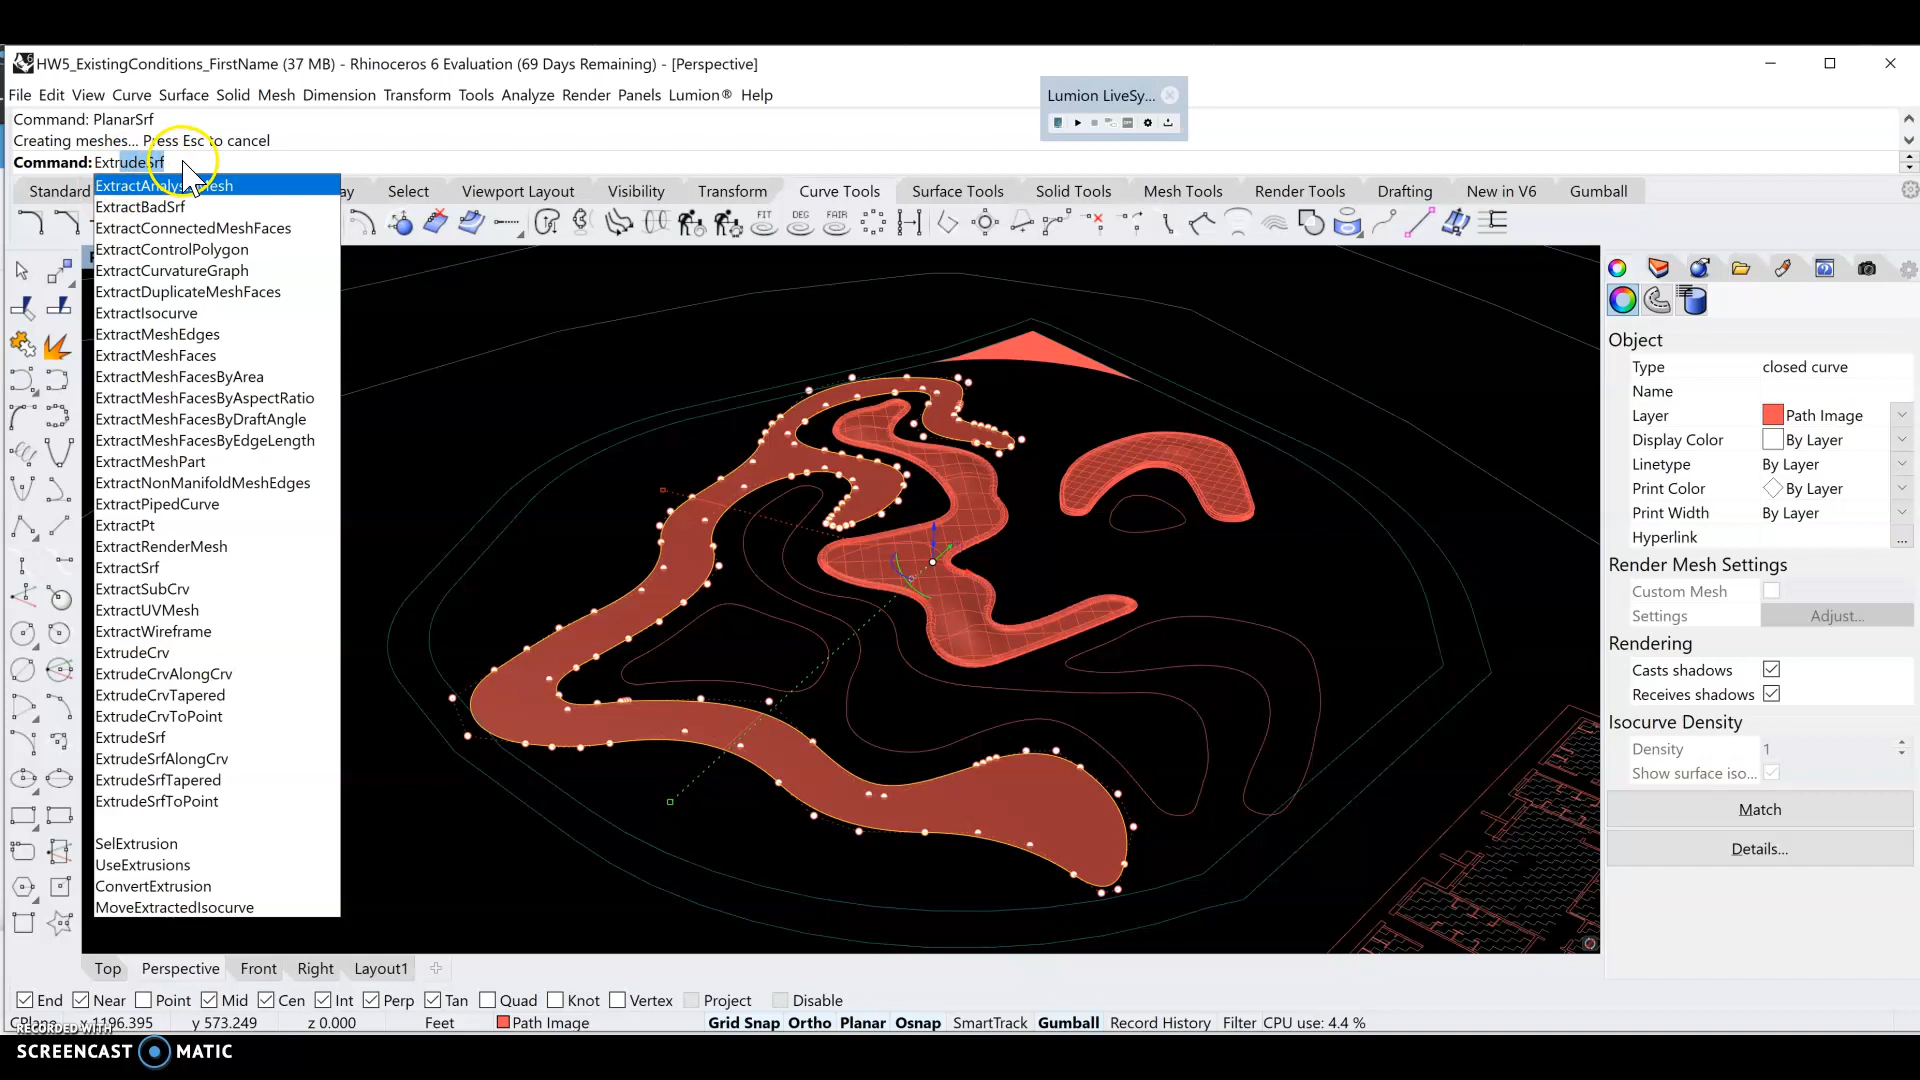 HW5_ExistingConditions_FirstName (37 MB) - Rhinoceros 6 Evaluation (69 Days Remaining) - [Perspective]
File Edit View Curve Surface Solid Mesh Dimension Transform Tools Analyze Render Panels Lumion® Help
Lumion LiveSy...
Command: PlanarSrf
Creating meshes... Press Esc to cancel
Command: ExtrudeSrf
Standard
Select Viewport Layout Visibility Transform Curve Tools Surface Tools Solid Tools Mesh Tools Render Tools Drafting New in V6 Gumball
FIT DEG FAIR
ExtractAnalysisMesh
ExtractBadSrf
ExtractConnectedMeshFaces
ExtractControlPolygon
ExtractCurvatureGraph
ExtractDuplicateMeshFaces
ExtractIsocurve
ExtractMeshEdges
ExtractMeshFaces
ExtractMeshFacesByArea
ExtractMeshFacesByAspectRatio
ExtractMeshFacesByDraftAngle
ExtractMeshFacesByEdgeLength
ExtractMeshPart
ExtractNonManifoldMeshEdges
ExtractPipedCurve
ExtractPt
ExtractRenderMesh
ExtractSrf
ExtractSubCrv
ExtractUVMesh
ExtractWireframe
ExtrudeCrv
ExtrudeCrvAlongCrv
ExtrudeCrvTapered
ExtrudeCrvToPoint
ExtrudeSrf
ExtrudeSrfAlongCrv
ExtrudeSrfTapered
ExtrudeSrfToPoint
SelExtrusion
UseExtrusions
ConvertExtrusion
MoveExtractedIsocurve
Object
Type closed curve
Name
Layer Path Image
Display Color By Layer
Linetype By Layer
Print Color By Layer
Print Width By Layer
Hyperlink ...
Render Mesh Settings
Custom Mesh
Settings Adjust...
Rendering
Casts shadows
Receives shadows
Isocurve Density
Density 1
Show surface iso...
Match
Details...
Top Perspective Front Right Layout1
End Near Point Mid Cen Int Perp Tan Quad Knot Vertex Project Disable
CPlane x 1196.395 y 573.249 z 0.000 Feet Path Image Grid Snap Ortho Planar Osnap SmartTrack Gumball Record History Filter CPU use: 4.4 %
RECORDED WITH
SCREENCAST MATIC